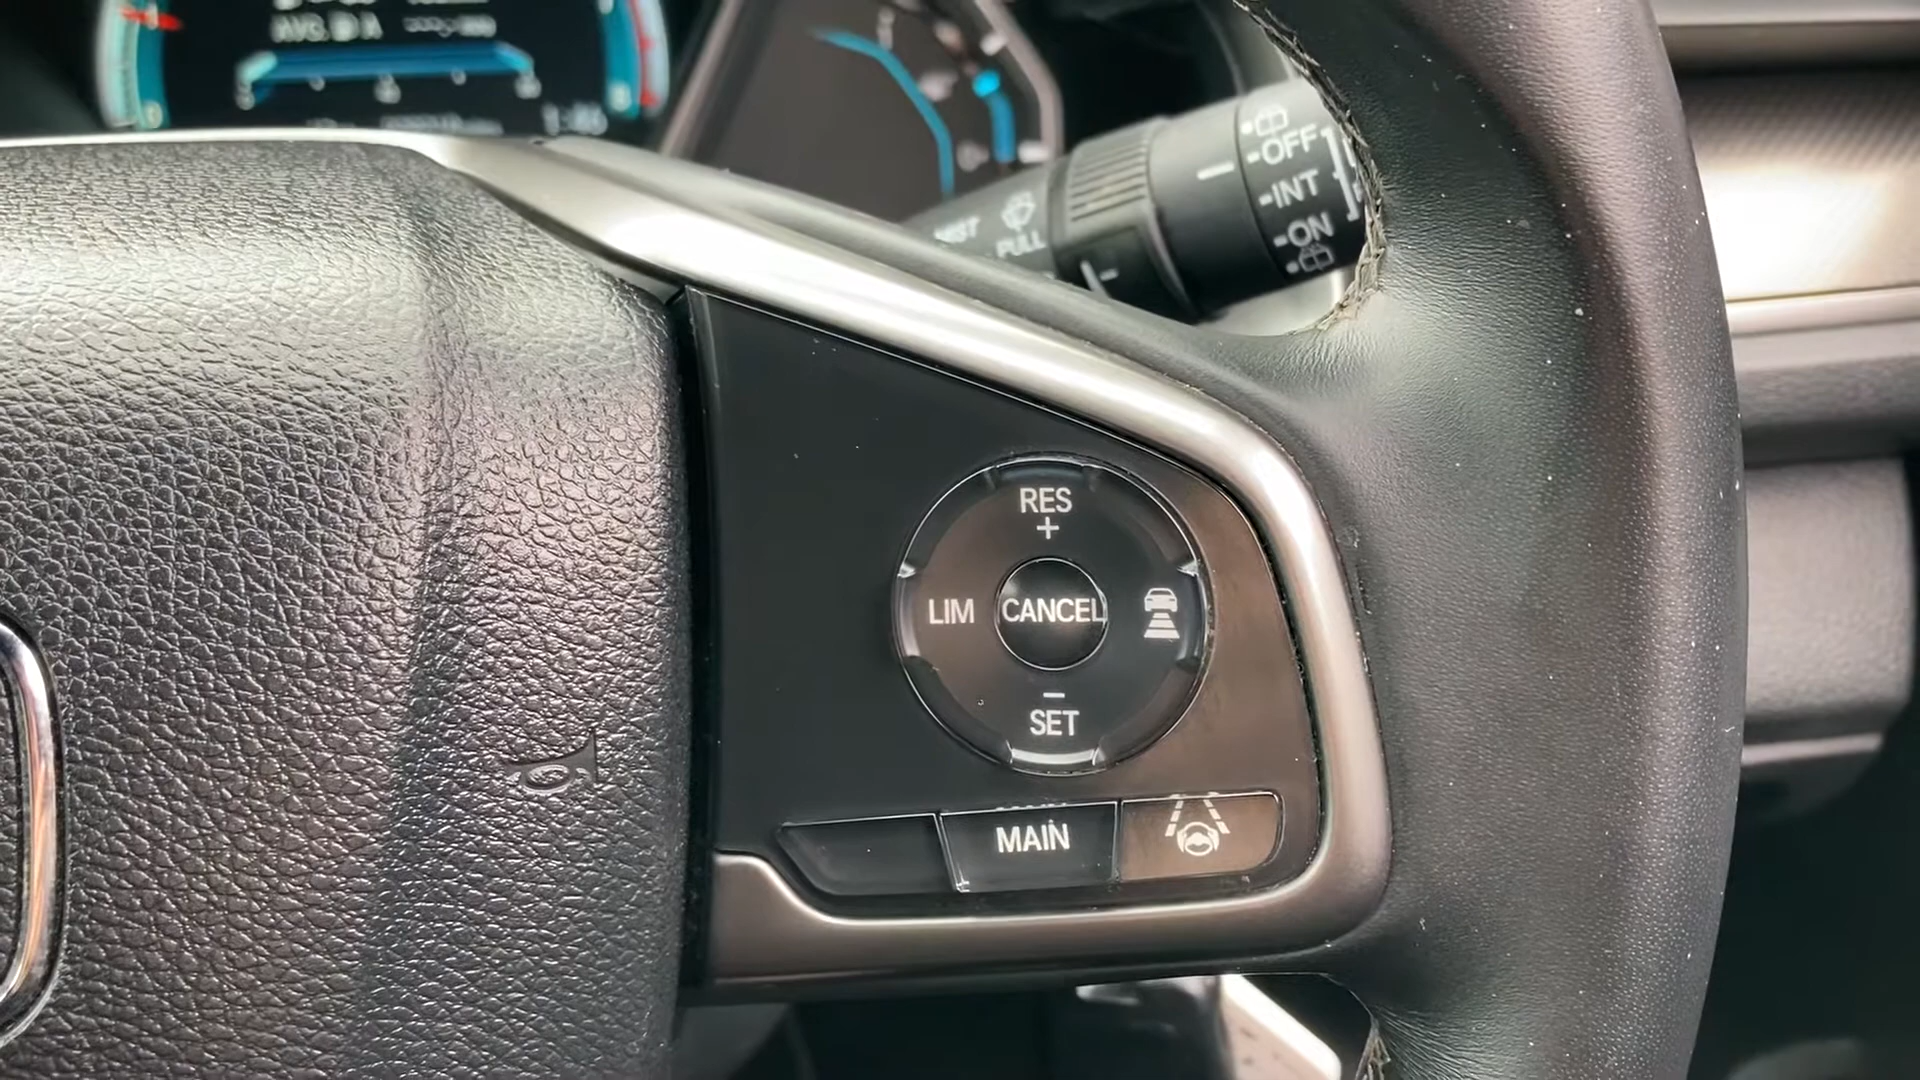 OFF
INT
PULL
ON
RES
+
LIM
CANCEL
–
SET
MAIN